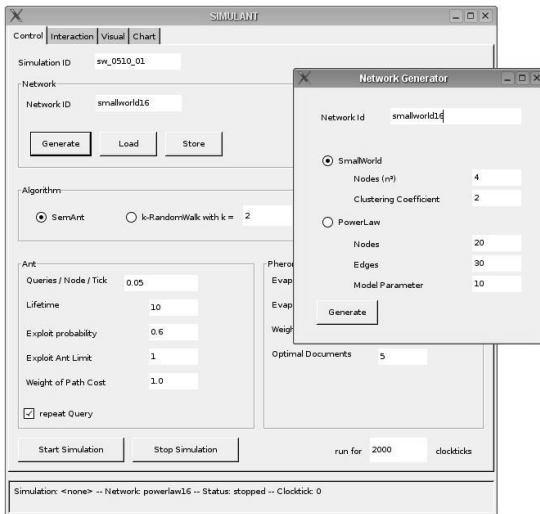 SIMULANT
Control Interaction Visual Chart
Simulation ID sw_0510_01
Network
Network ID smallworld16
Generate Load Store
Algorithm
SemAnt k-RandomWalk with k = 2
Ant
Queries / Node / Tick 0.05
Lifetime 10
Exploit probability 0.6
Exploit Ant Limit 1
Weight of Path Cost 1.0
repeat Query
Optimal Documents 5
Start Simulation Stop Simulation run for 2000 clockticks
Simulation: <none> -- Network: powerlaw16 -- Status: stopped -- Clocktick: 0
Network Generator
Network Id smallworld16
SmalWorld
Nodes (n²) 4
Clustering Coefficient 2
PowerLaw
Nodes 20
Edges 30
Model Parameter 10
Generate